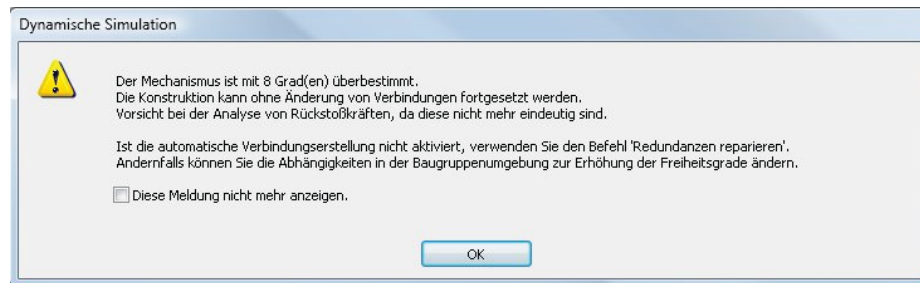 Dynamische Simulation
Der Mechanismus ist mit 8 Grad(en) überbestimmt.
Die Konstruktion kann ohne Änderung von Verbindungen fortgesetzt werden.
Vorsicht bei der Analyse von Rückstoßkräften, da diese nicht mehr eindeutig sind.
Ist die automatische Verbindungserstellung nicht aktiviert, verwenden Sie den Befehl 'Redundanzen reparieren'.
Andernfalls können Sie die Abhängigkeiten in der Baugruppenumgebung zur Erhöhung der Freiheitsgrade ändern.
Diese Meldung nicht mehr anzeigen.
OK